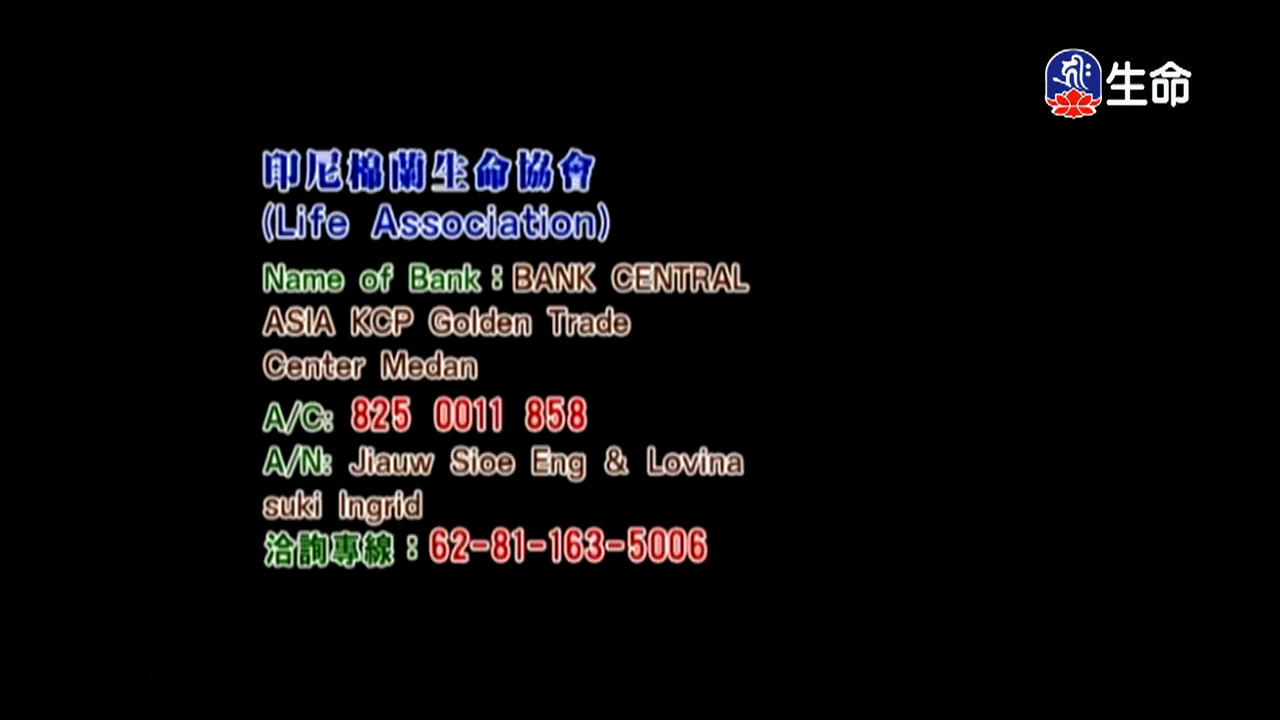 生命
印尼棉蘭生命協會
(Life Association)
Name of Bank：BANK CENTRAL
ASIA KCP Golden Trade
Center Medan
A/C: 825 0011 858
A/N: Jiauw Sioe Eng & Lovina
suki Ingrid
洽詢專線：62-81-163-5006